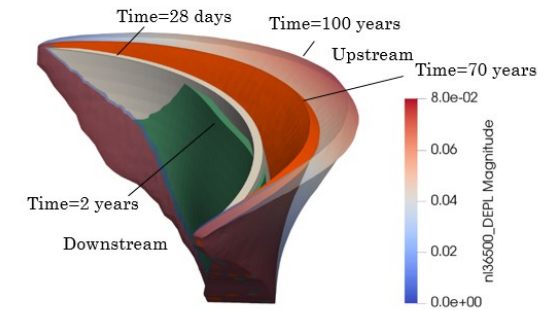 Time=28 days
Time=100 years
Upstream
Time=70 years
8.0e-02
0.06
0.04
0.02
0.0e+00
nl36500_DEPL Magnitude
Time=2 years
Downstream